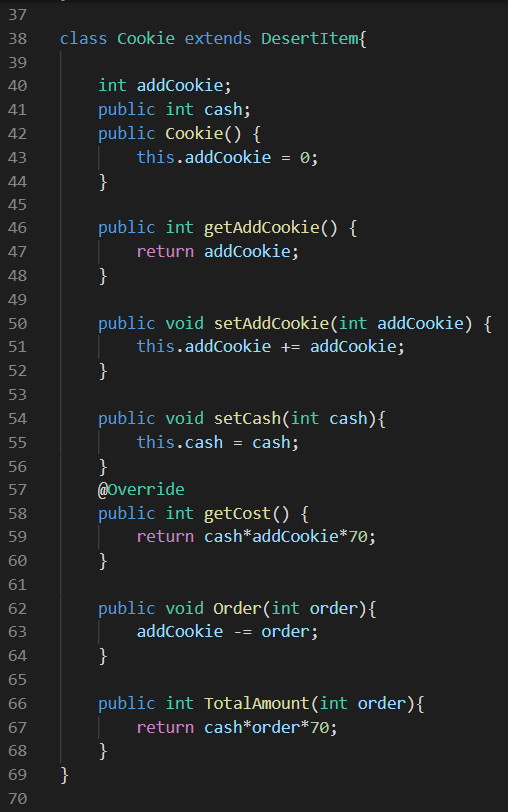 37
38 class Cookie extends DesertItem{
39
40 int addCookie;
41 public int cash;
42 public Cookie() {
43 this.addCookie = 0;
44 }
45
46 public int getAddCookie() {
47 return addCookie;
48 }
49
50 public void setAddCookie(int addCookie) {
51 this.addCookie += addCookie;
52 }
53
54 public void setCash(int cash){
55 this.cash = cash;
56 }
57 @Override
58 public int getCost() {
59 return cash*addCookie*70;
60 }
61
62 public void Order(int order){
63 addCookie -= order;
64 }
65
66 public int TotalAmount(int order){
67 return cash*order*70;
68 }
69 }
70